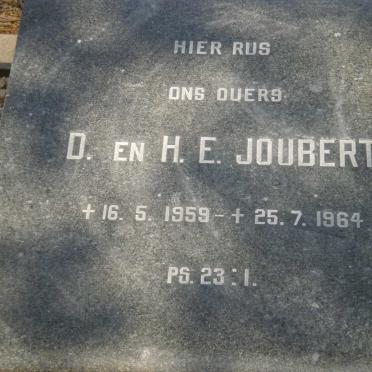 HIER RUS
ONS OUERS
D. EN H. E. JOUBERT
+ 16. 5. 1959 - + 25. 7. 1964
PS. 23 : 1.